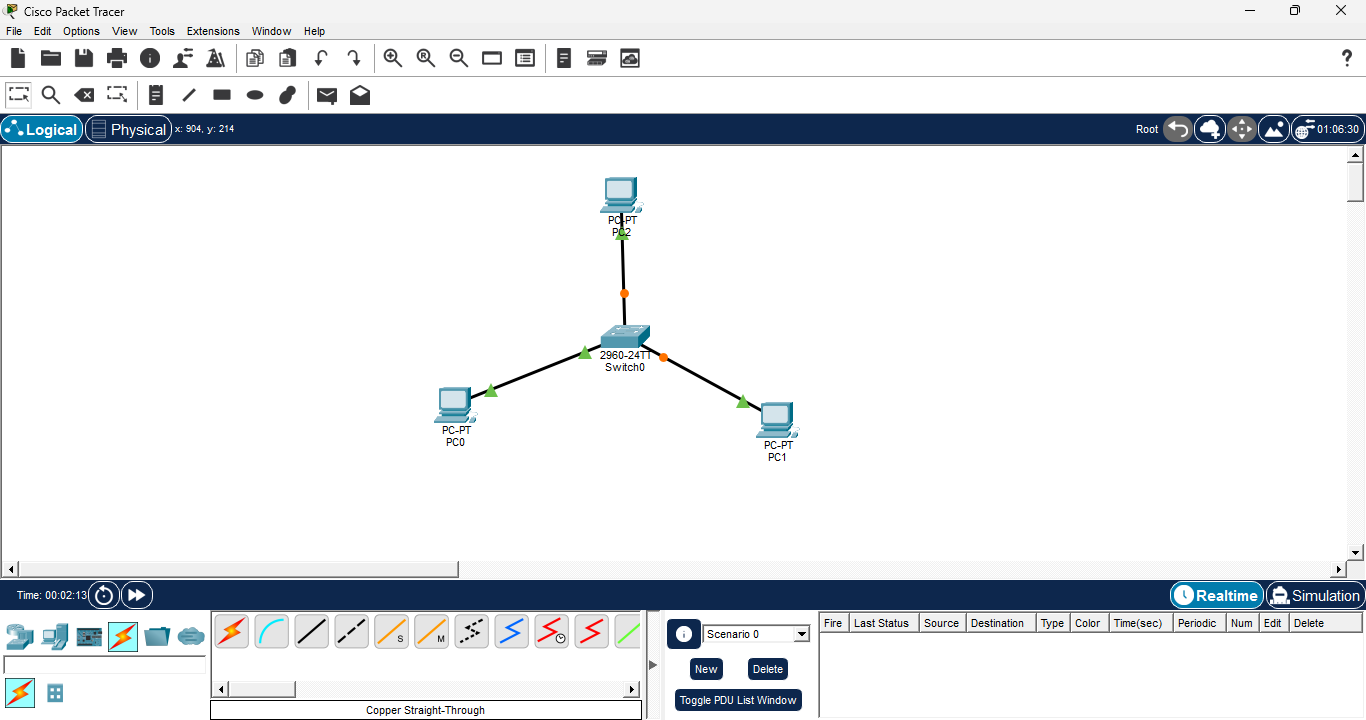 Cisco Packet Tracer
File Edit Options View Tools Extensions Window Help
Logical Physical x: 904, y: 214 Root 01:06:30
PC-PT
PC2
2960-24TT
Switch0
PC-PT
PC0
PC-PT
PC1
Time: 00:02:13 Realtime Simulation
Scenario 0
Fire Last Status Source Destination Type Color Time(sec) Periodic Num Edit Delete
S M
New Delete
Toggle PDU List Window
Copper Straight-Through